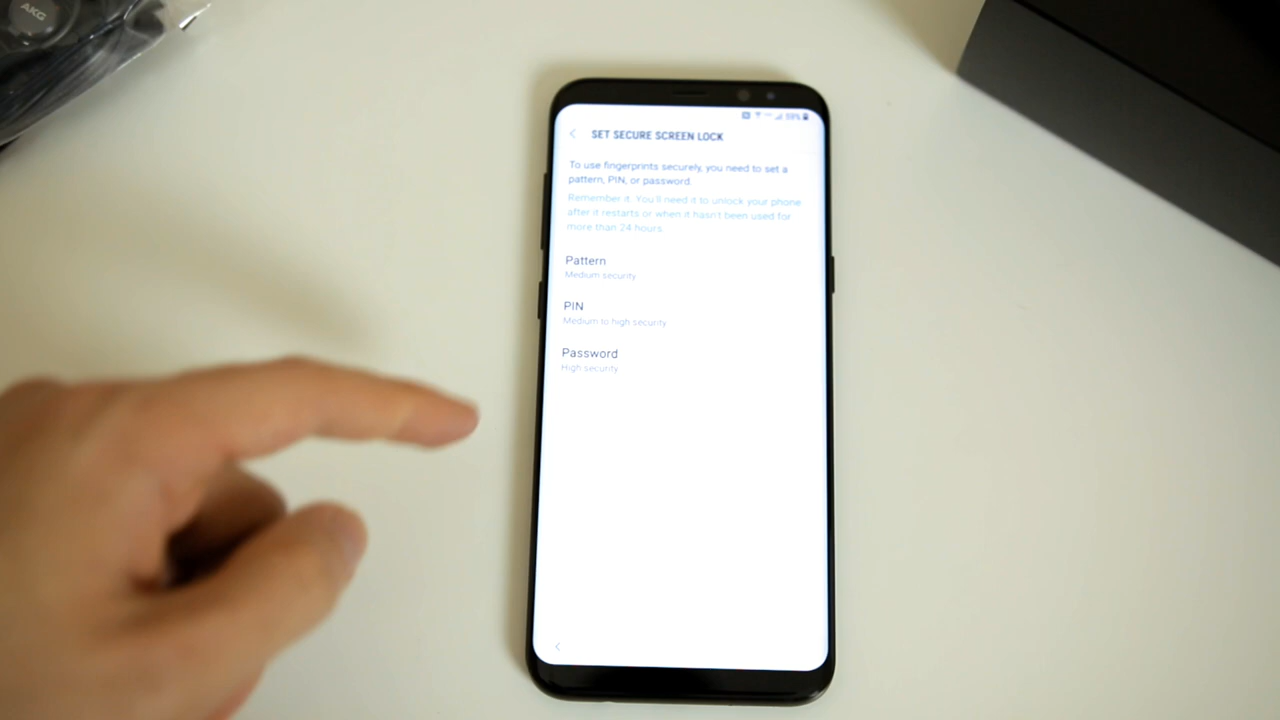 AKG
59%
SET SECURE SCREEN LOCK
To use fingerprints securely, you need to set a
pattern, PIN, or password.
Remember it. You'll need it to unlock your phone
after it restarts or when it hasn't been used for
more than 24 hours.
Pattern
Medium security
PIN
Medium to high security
Password
High security